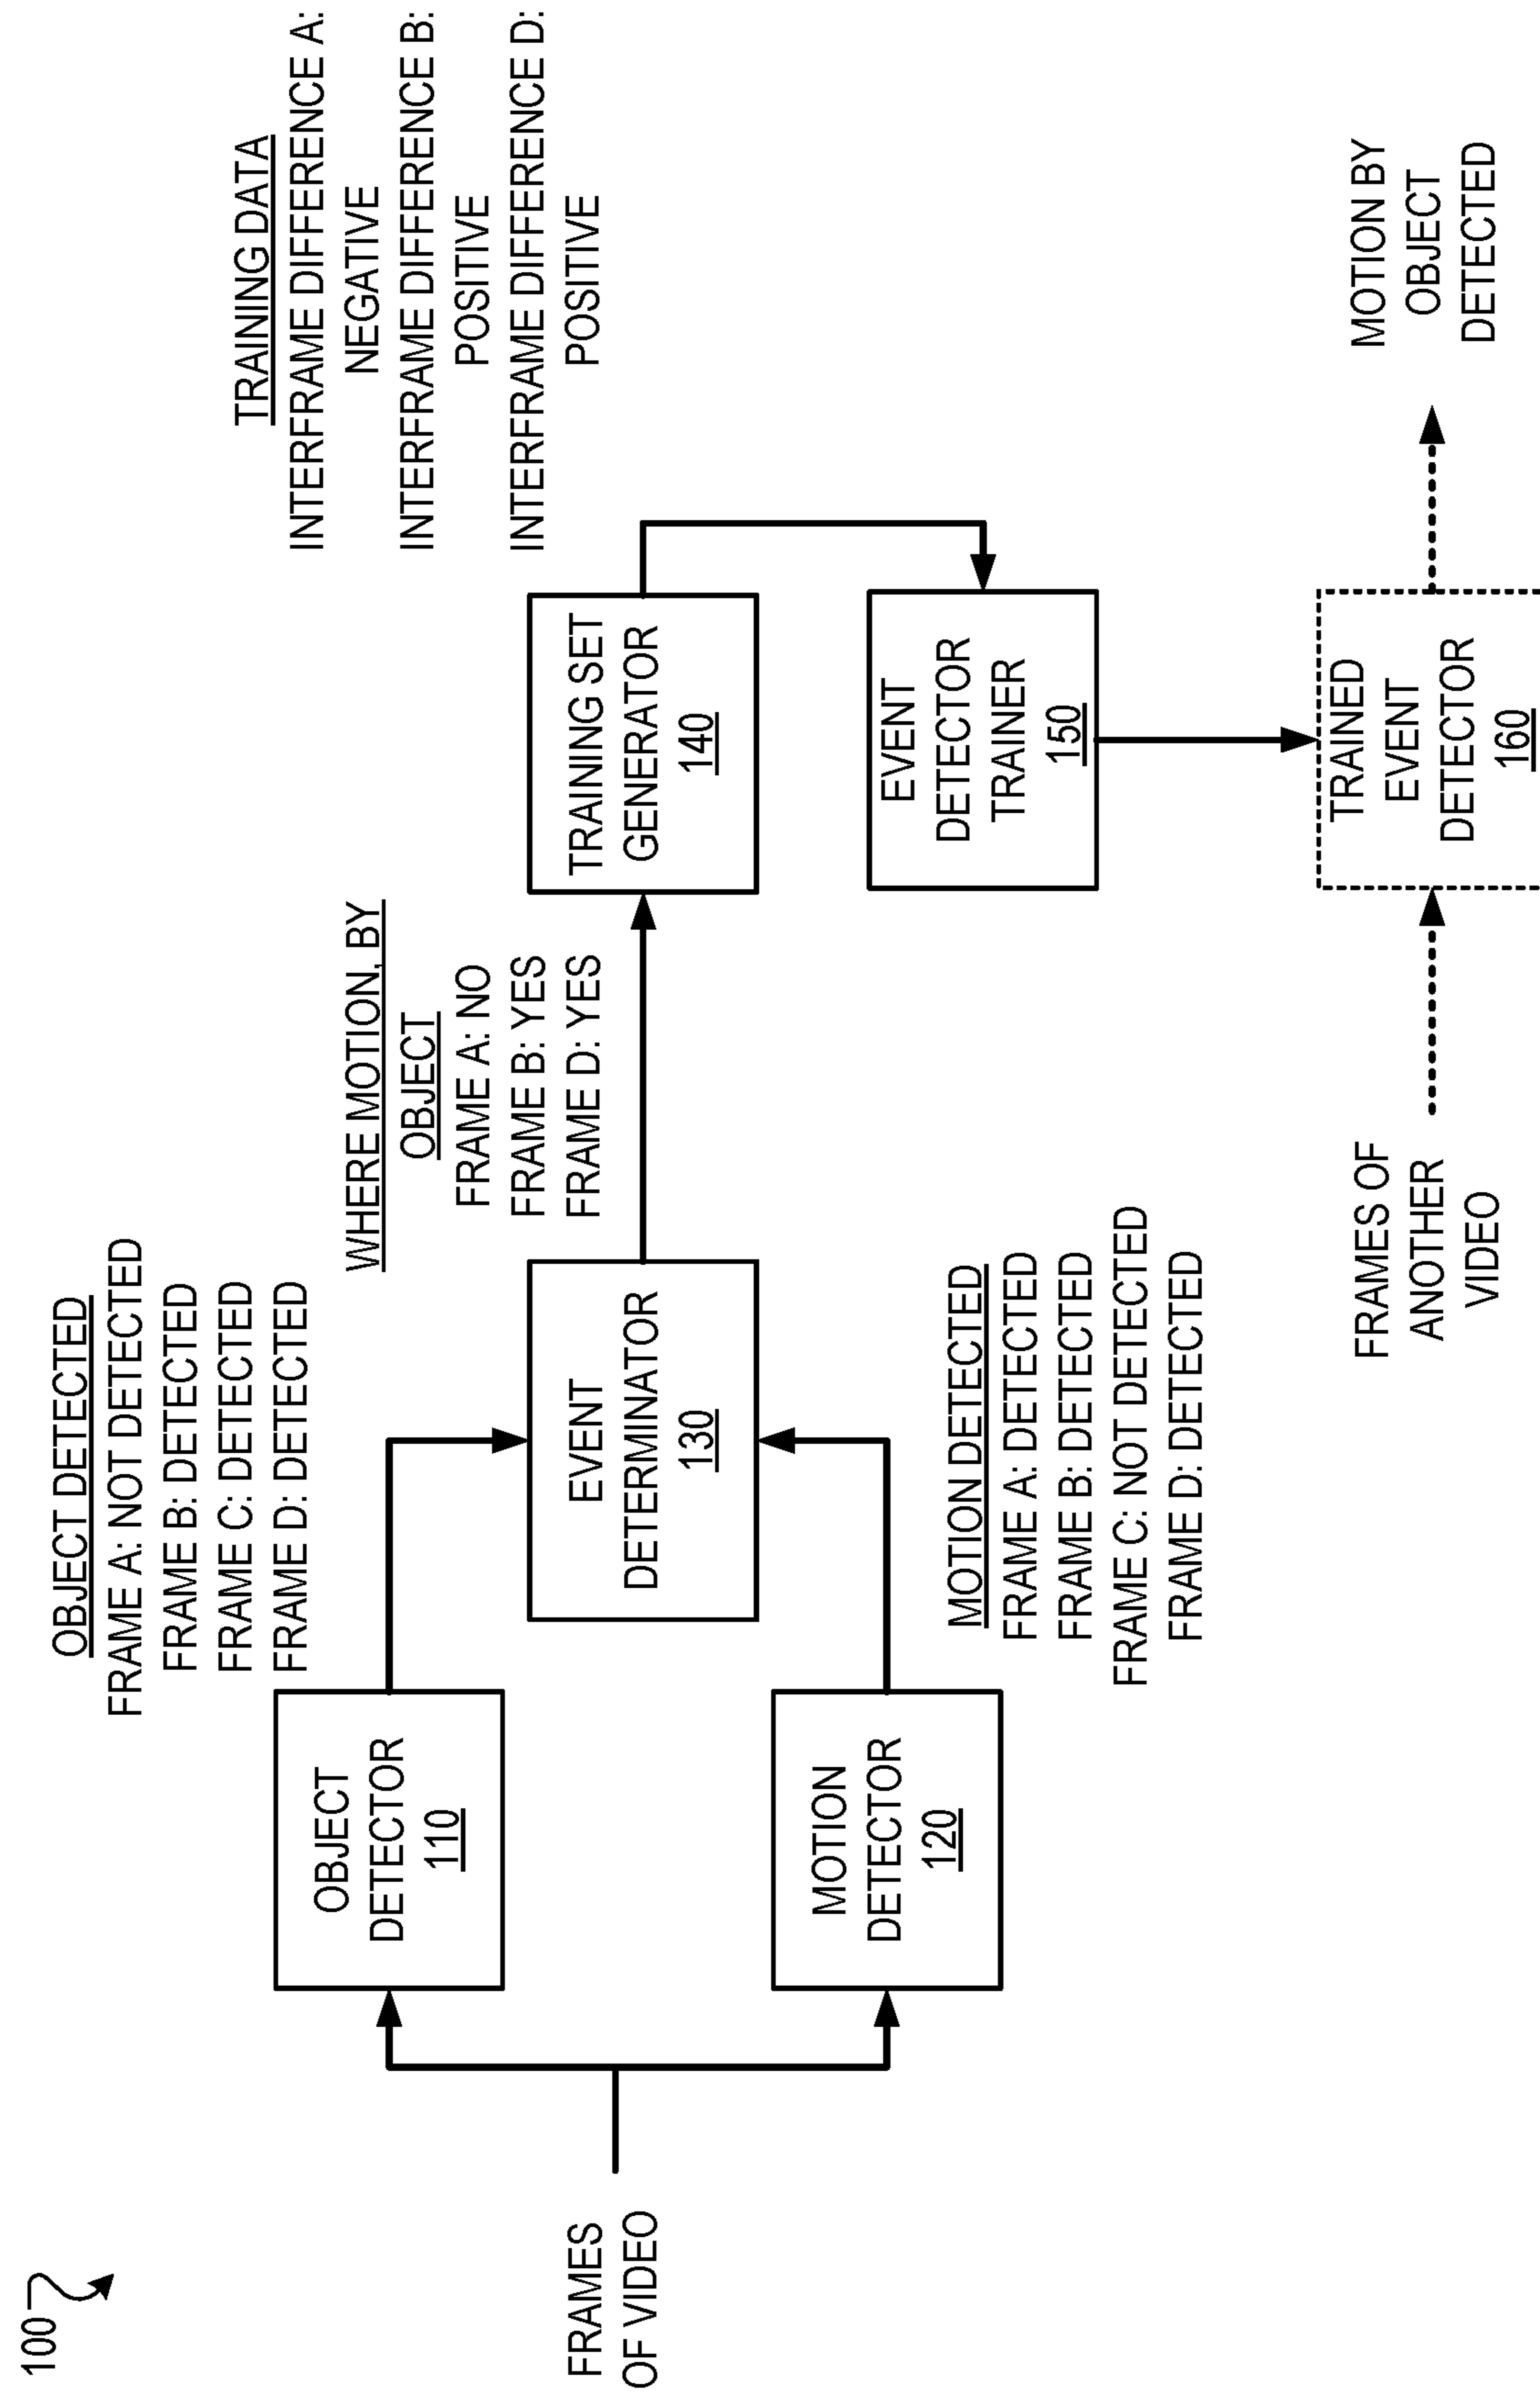 100
FRAMES
OF VIDEO
OBJECT
DETECTOR
110
MOTION
DETECTOR
120
OBJECT DETECTED
FRAME A: NOT DETECTED
FRAME B: DETECTED
FRAME C: DETECTED
FRAME D: DETECTED
EVENT
DETERMINATOR
130
MOTION DETECTED
FRAME A: DETECTED
FRAME B: DETECTED
FRAME C: NOT DETECTED
FRAME D: DETECTED
WHERE MOTION, BY
OBJECT
FRAME A: NO
FRAME B: YES
FRAME D: YES
TRAINING SET
GENERATOR
140
TRAINING DATA
INTERFRAME DIFFERENCE A:
NEGATIVE
INTERFRAME DIFFERENCE B:
POSITIVE
INTERFRAME DIFFERENCE D:
POSITIVE
EVENT
DETECTOR
TRAINER
150
FRAMES OF
ANOTHER
VIDEO
TRAINED
EVENT
DETECTOR
160
MOTION BY
OBJECT
DETECTED